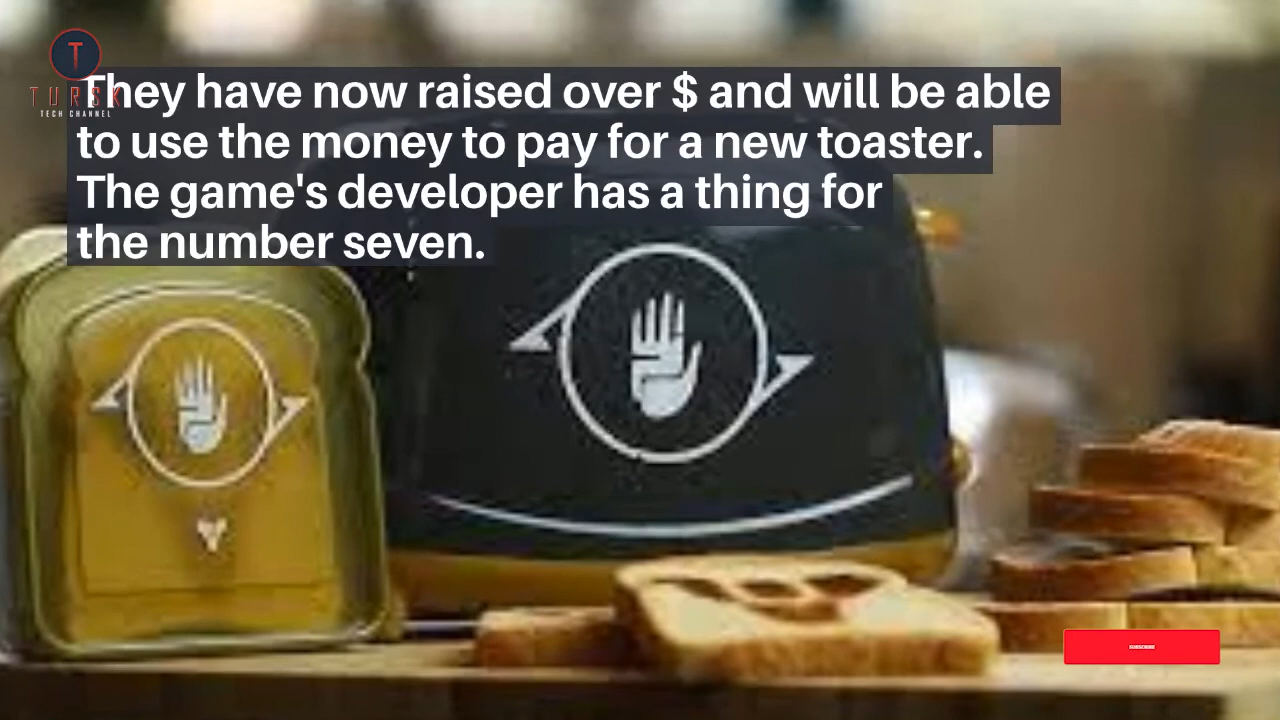 TURSK
TECH CHANNEL
They have now raised over $ and will be able
to use the money to pay for a new toaster.
The game's developer has a thing for
the number seven.
SUBSCRIBE